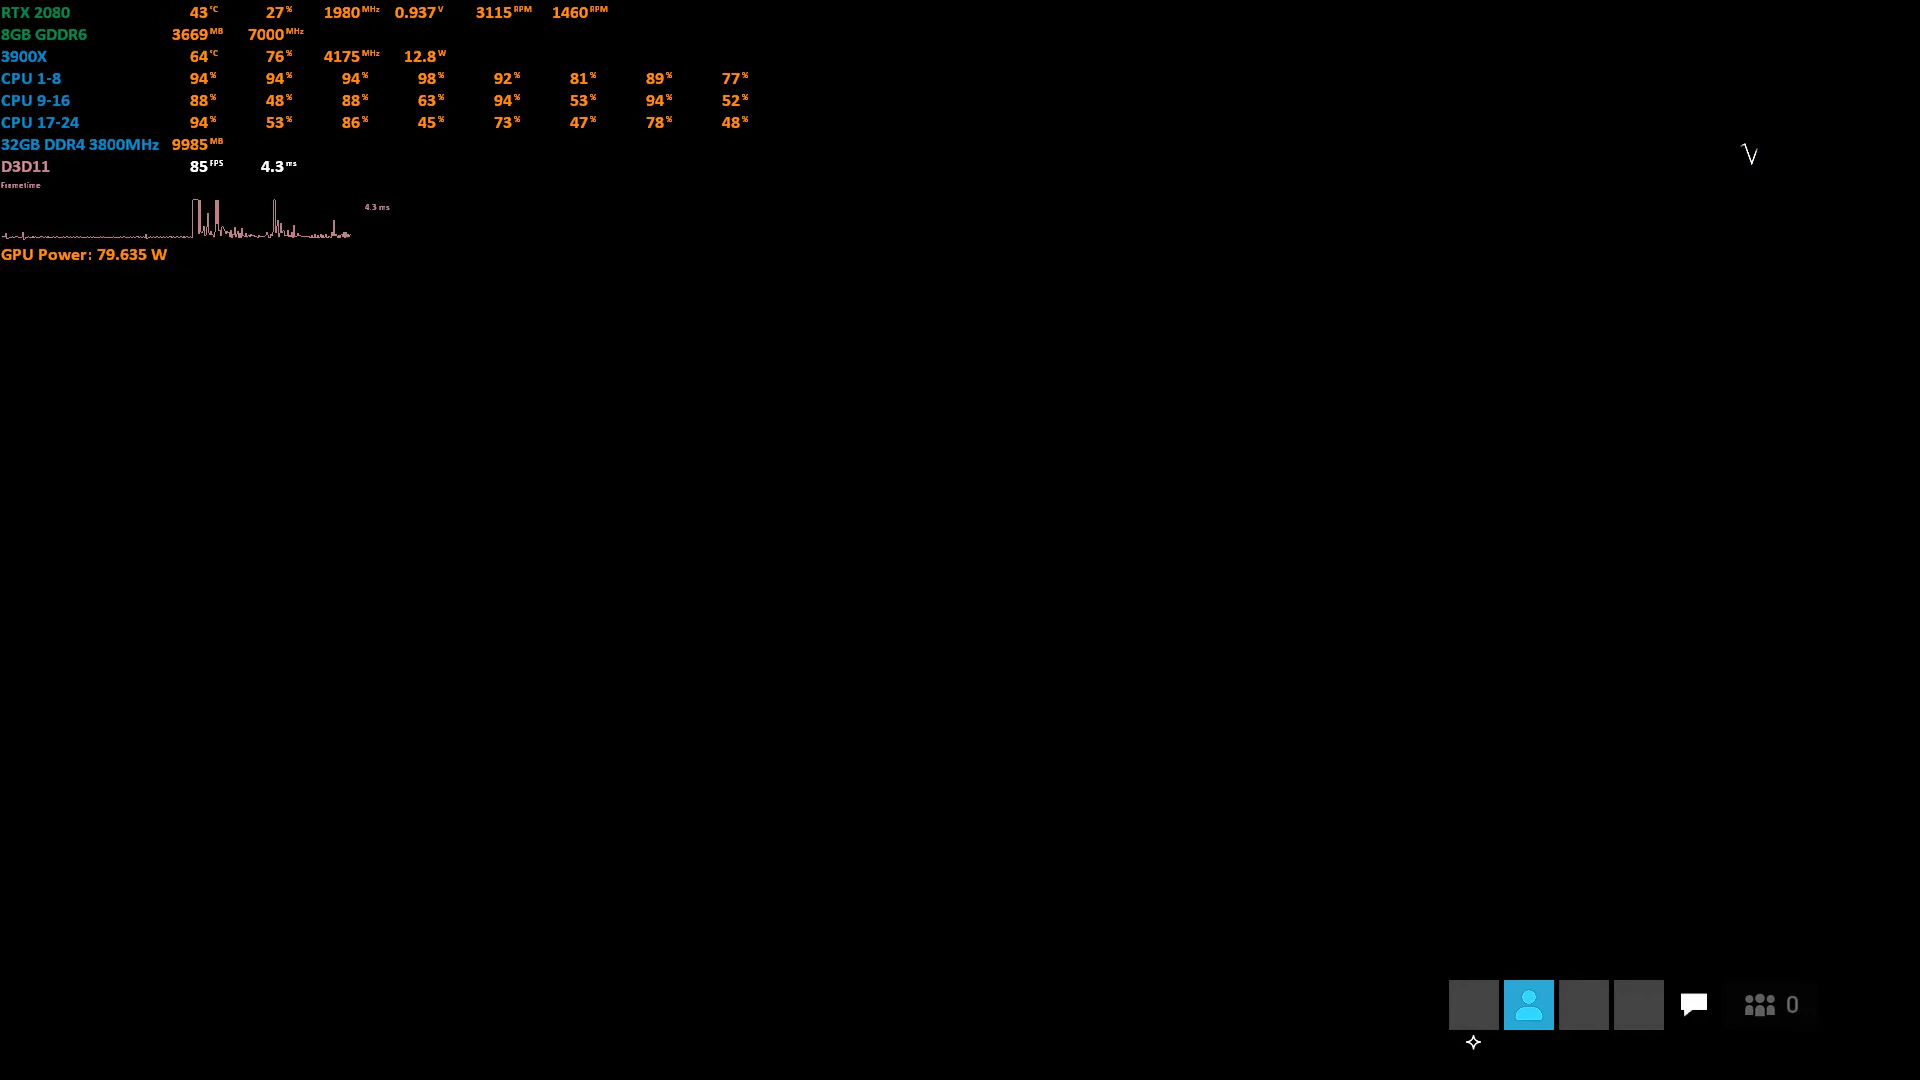 RTX 2080 43°C 27% 1980MHz 0.937V 3115RPM 1460RPM
8GB GDDR6 3669MB 7000MHz
3900X 64°C 76% 4175MHz 12.8W
CPU 1-8 94% 94% 94% 98% 92% 81% 89% 77%
CPU 9-16 88% 48% 88% 63% 94% 53% 94% 52%
CPU 17-24 94% 53% 86% 45% 73% 47% 78% 48%
32GB DDR4 3800MHz 9985MB
D3D11 85FPS 4.3ms
Frametime
4.3 ms
GPU Power: 79.635 W
0